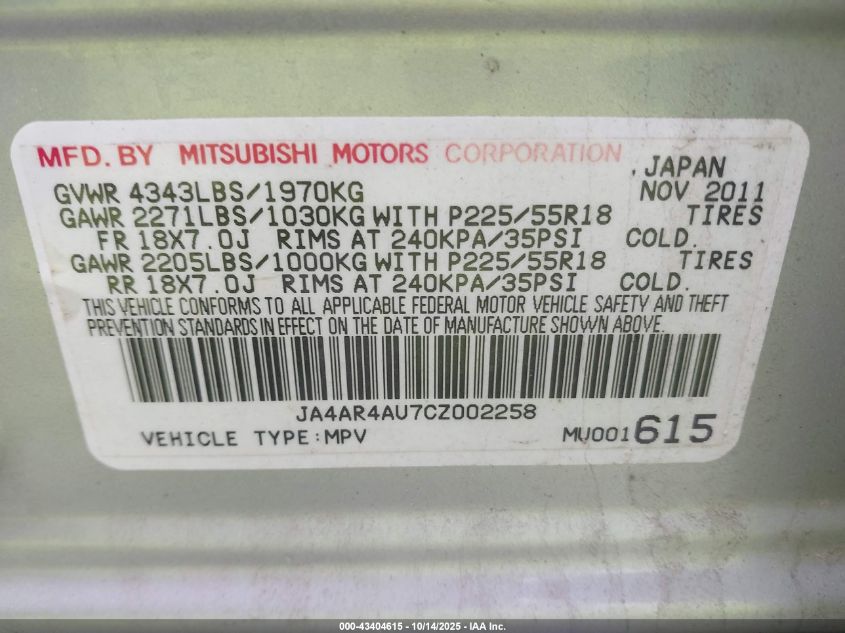 MFD. BY MITSUBISHI MOTORS CORPORATION . JAPAN
GVWR 4343LBS/1970KG NOV 2011
GAWR 2271LBS/1030KG WITH P225/55R18 TIRES
FR 18X7.0J RIMS AT 240KPA/35PSI COLD.
GAWR 2205LBS/1000KG WITH P225/55R18 TIRES
RR 18X7.0J RIMS AT 240KPA/35PSI COLD.
THIS VEHICLE CONFORMS TO ALL APPLICABLE FEDERAL MOTOR VEHICLE SAFETY AND THEFT
PREVENTION STANDARDS IN EFFECT ON THE DATE OF MANUFACTURE SHOWN ABOVE.
JA4AR4AU7CZ002258
VEHICLE TYPE:MPV MU001615
000-43404615 - 10/14/2025 - IAA Inc.